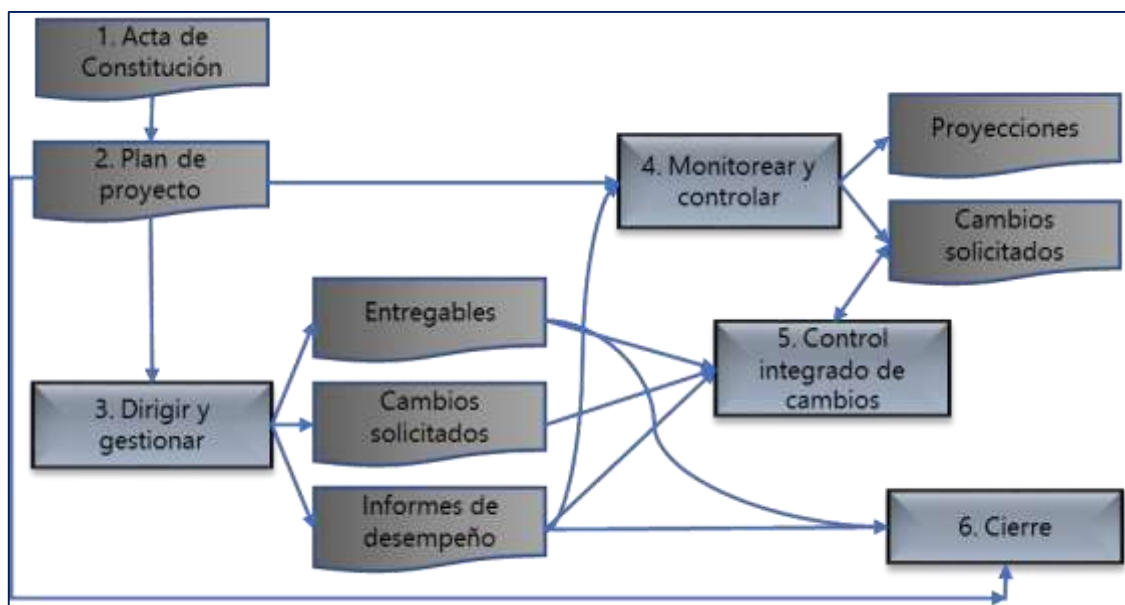 1. Acta de
Constitución
2. Plan de
proyecto
3. Dirigir y
gestionar
Entregables
Cambios
solicitados
Informes de
desempeño
4. Monitorear y
controlar
Proyecciones
Cambios
solicitados
5. Control
integrado de
cambios
6. Cierre